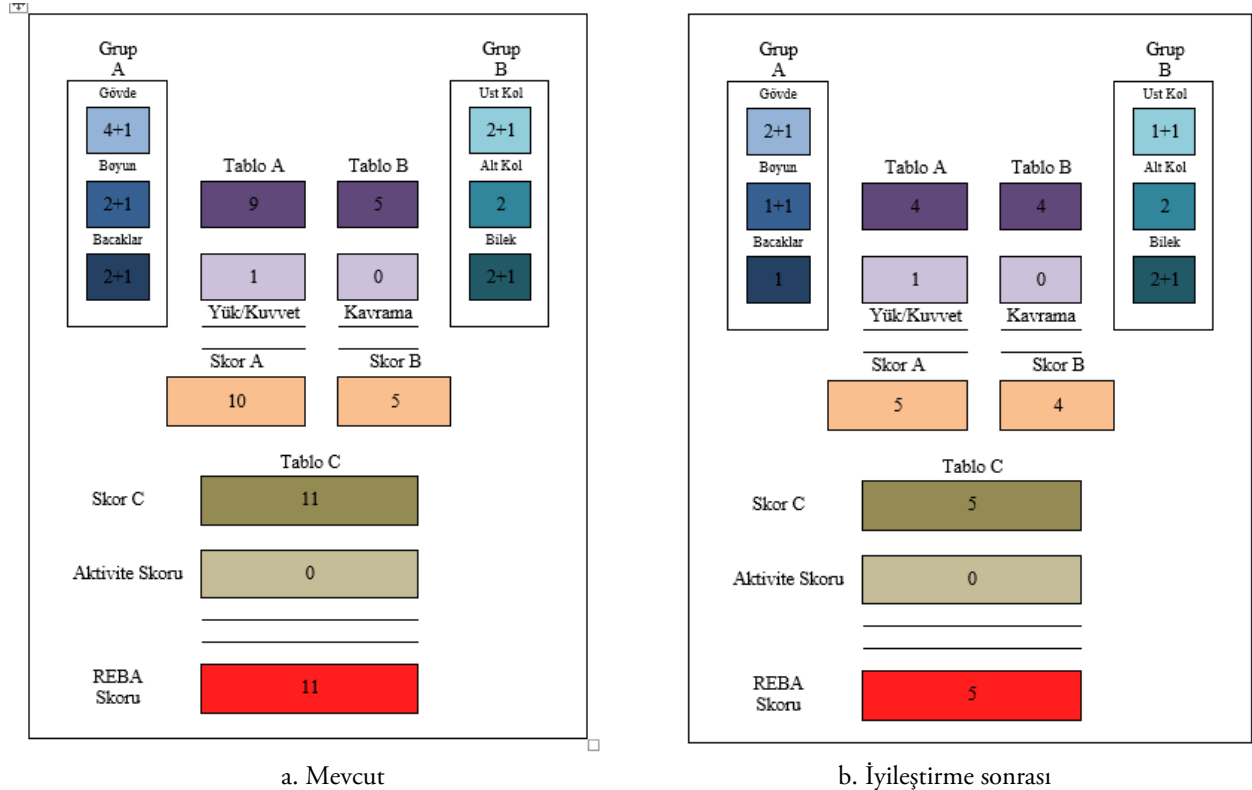 Grup
A
Gövde
4+1
Boyun
2+1
Bacaklar
2+1
Grup
B
Ust Kol
2+1
Alt Kol
2
Bilek
2+1
Tablo A
9
1
Yük/Kuvvet
Skor A
10
Tablo B
5
0
Kavrama
Skor B
5
Tablo C
Skor C
11
Aktivite Skoru
0
REBA
Skoru
11
a. Mevcut
Grup
A
Gövde
2+1
Boyun
1+1
Bacaklar
1
Grup
B
Ust Kol
1+1
Alt Kol
2
Bilek
2+1
Tablo A
4
1
Yük/Kuvvet
Skor A
5
Tablo B
4
0
Kavrama
Skor B
4
Tablo C
Skor C
5
Aktivite Skoru
0
REBA
Skoru
5
b. İyileştirme sonrası